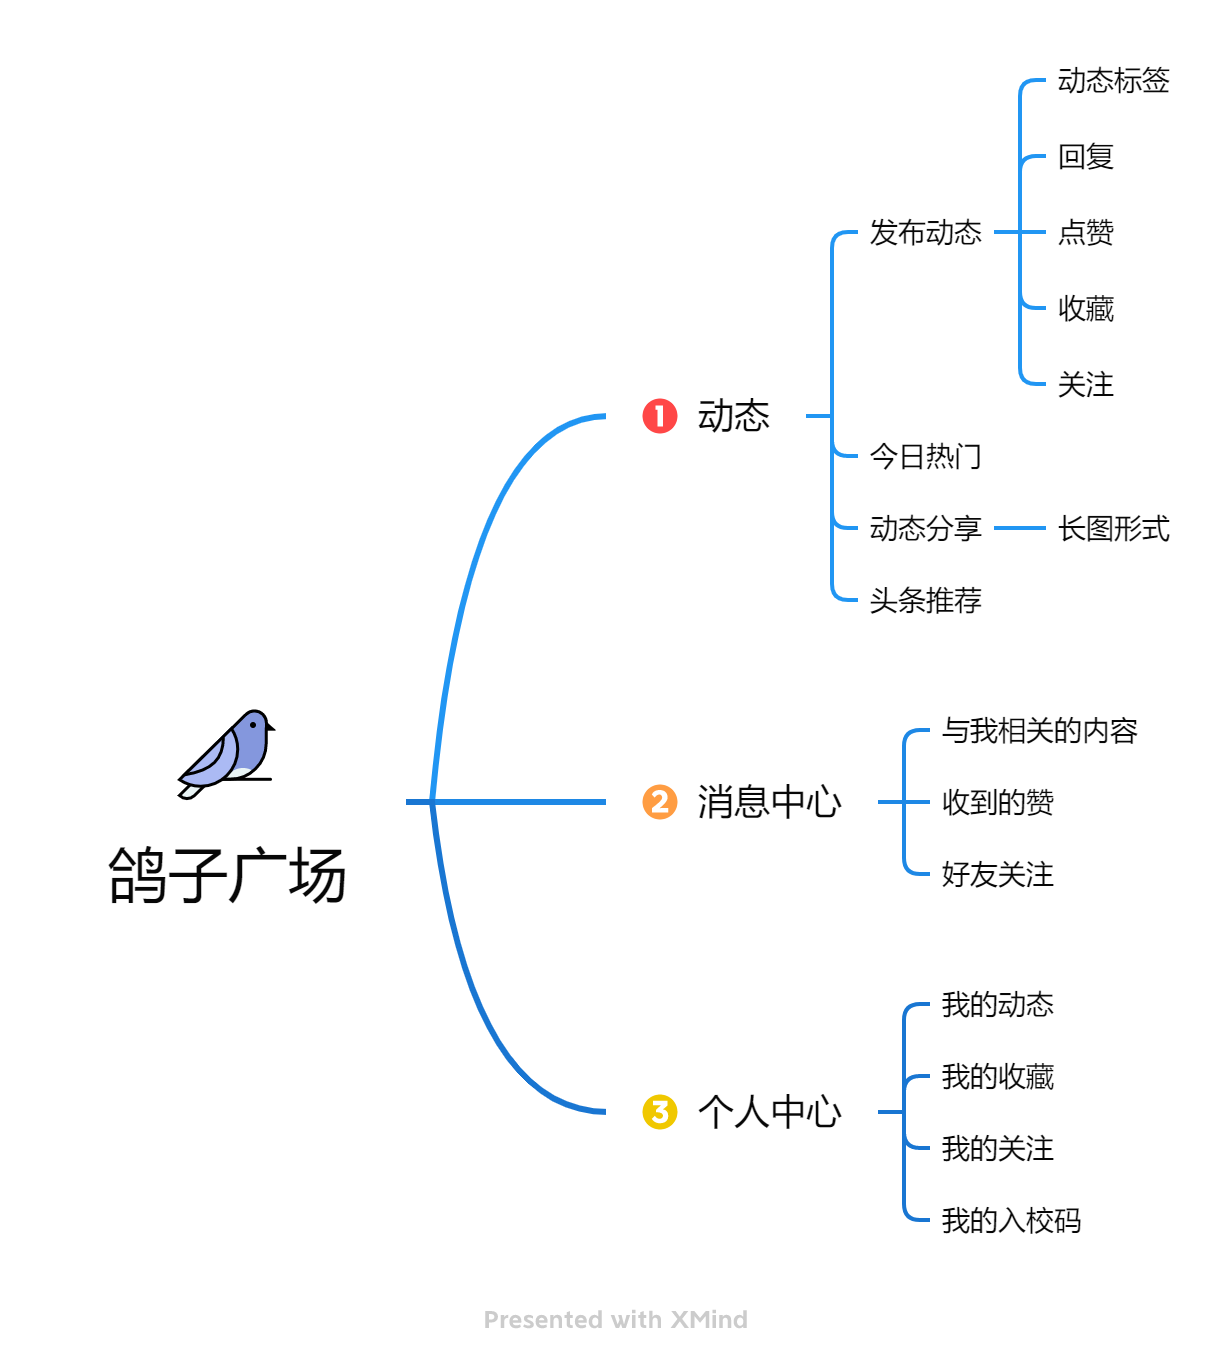 鸽子广场
1 动态
发布动态
动态标签
回复
点赞
收藏
关注
今日热门
动态分享
长图形式
头条推荐
2 消息中心
与我相关的内容
收到的赞
好友关注
3 个人中心
我的动态
我的收藏
我的关注
我的入校码
Presented with XMind